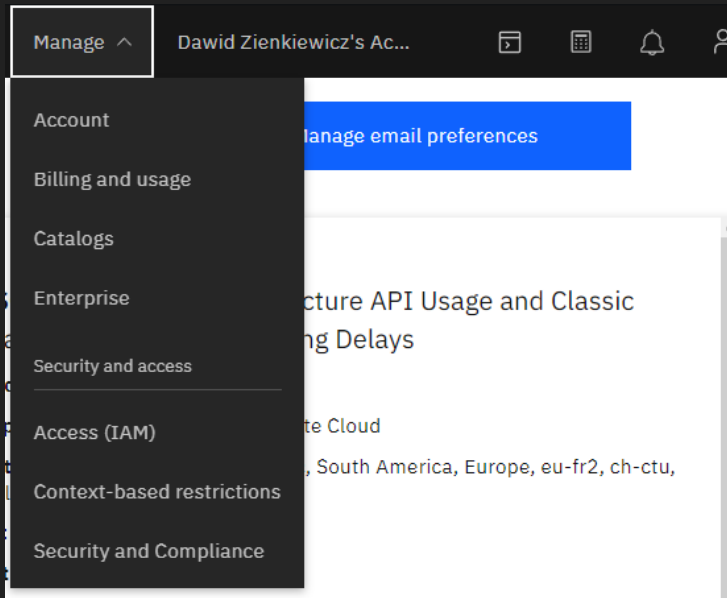 Manage
Dawid Zienkiewicz's Ac...
Account
Manage email preferences
Billing and usage
Catalogs
Enterprise
cture API Usage and Classic
ng Delays
Security and access
Access (IAM)
te Cloud
, South America, Europe, eu-fr2, ch-ctu,
Context-based restrictions
Security and Compliance